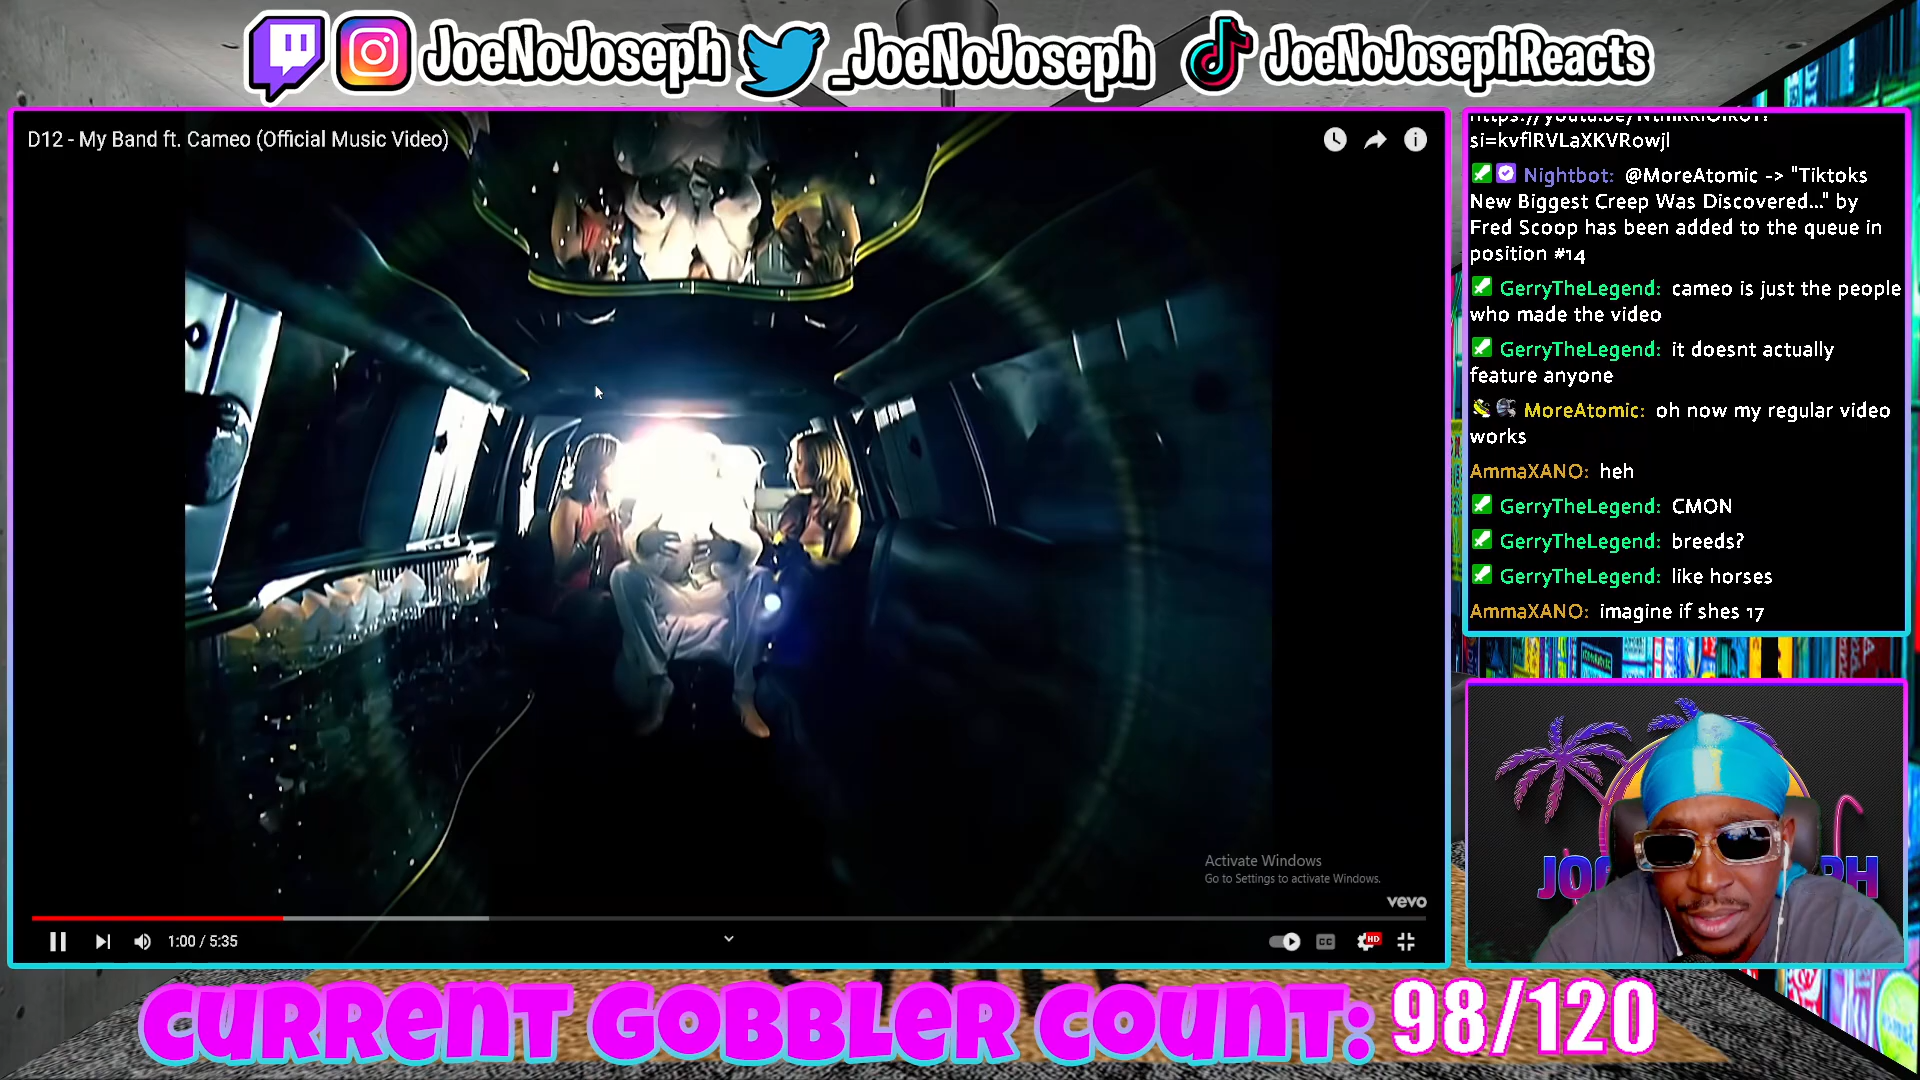 JoeNoJoseph _JoeNoJoseph JoeNoJosephReacts
D12 - My Band ft. Cameo (Official Music Video)
si=kvflRVLaXKVRowjl
Nightbot: @MoreAtomic -> "Tiktoks
New Biggest Creep Was Discovered..." by
Fred Scoop has been added to the queue in
position #14
GerryTheLegend: cameo is just the people
who made the video
GerryTheLegend: it doesnt actually
feature anyone
MoreAtomic: oh now my regular video
works
AmmaXANO: heh
GerryTheLegend: CMON
GerryTheLegend: breeds?
GerryTheLegend: like horses
AmmaXANO: imagine if shes 17
Activate Windows
Go to Settings to activate Windows.
vevo
1:00 / 5:35
CC
HD
CURRENT GOBBLER COUNT: 98/120